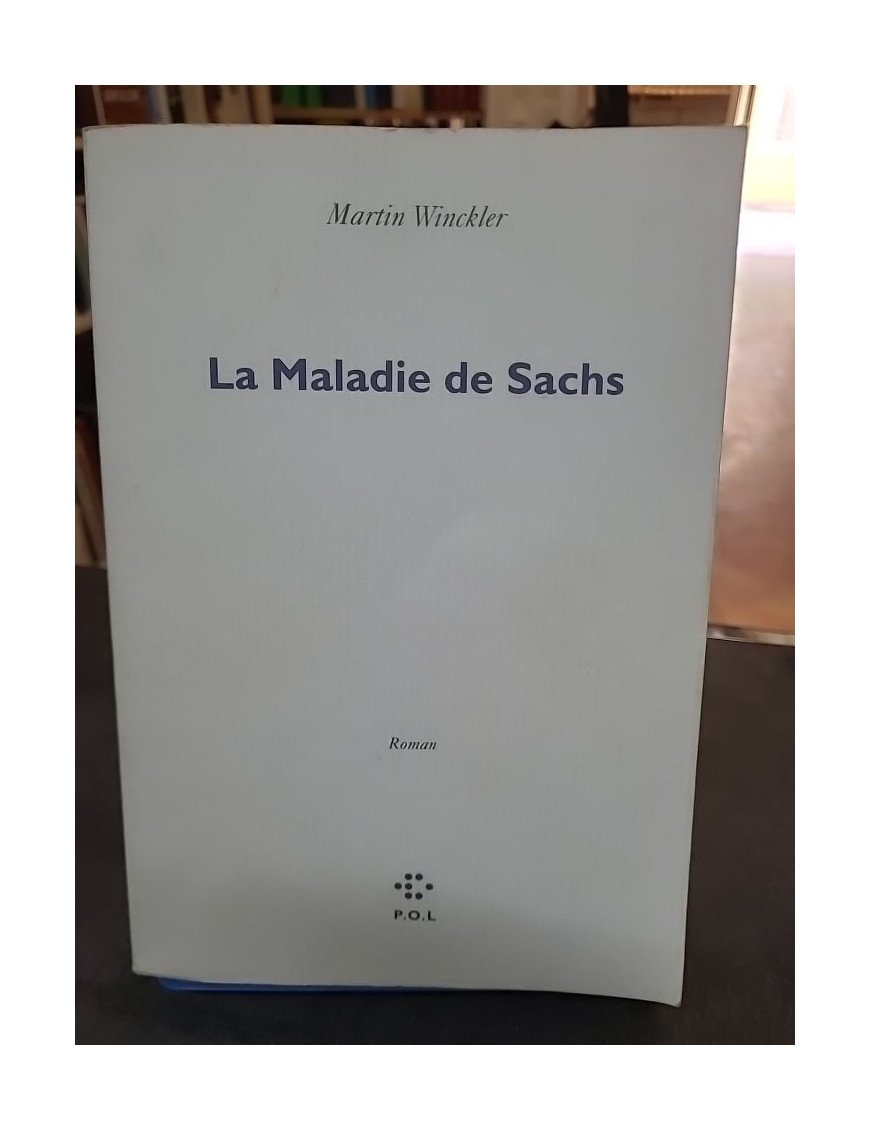 Martin Winckler
La Maladie de Sachs
Roman
P.O.L